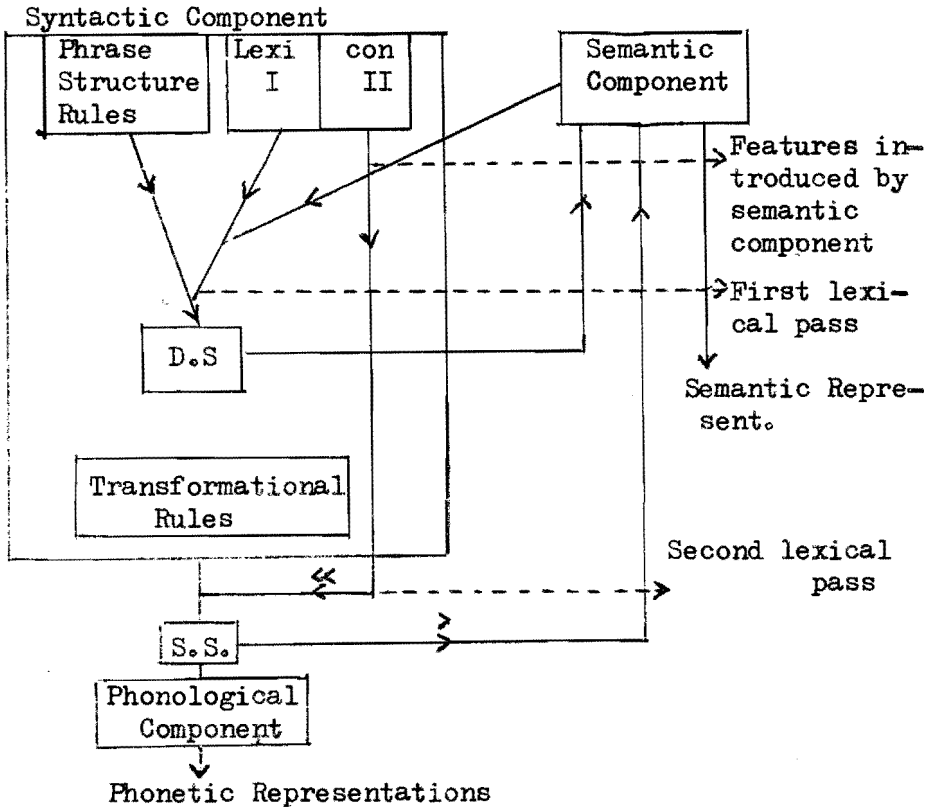 Syntactic Component
Phrase
Structure
Rules
Lexi
I
con
II
Semantic
Component
Features in-
troduced by
semantic
component
First lexi-
cal pass
D.S
Semantic Repre-
sent.
Transformational
Rules
Second lexical
pass
S.S.
Phonological
Component
Phonetic Representations